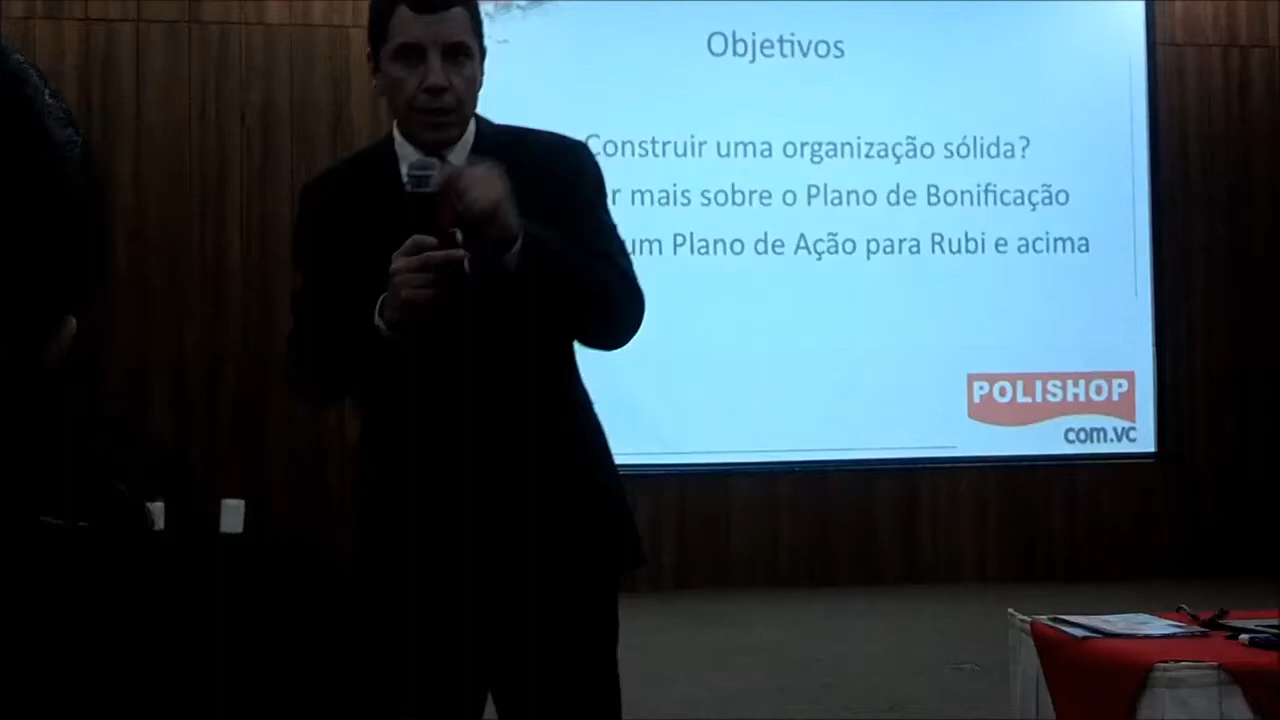 Objetivos
Construir uma organização sólida?
r mais sobre o Plano de Bonificação
um Plano de Ação para Rubi e acima
POLISHOP
com.vc